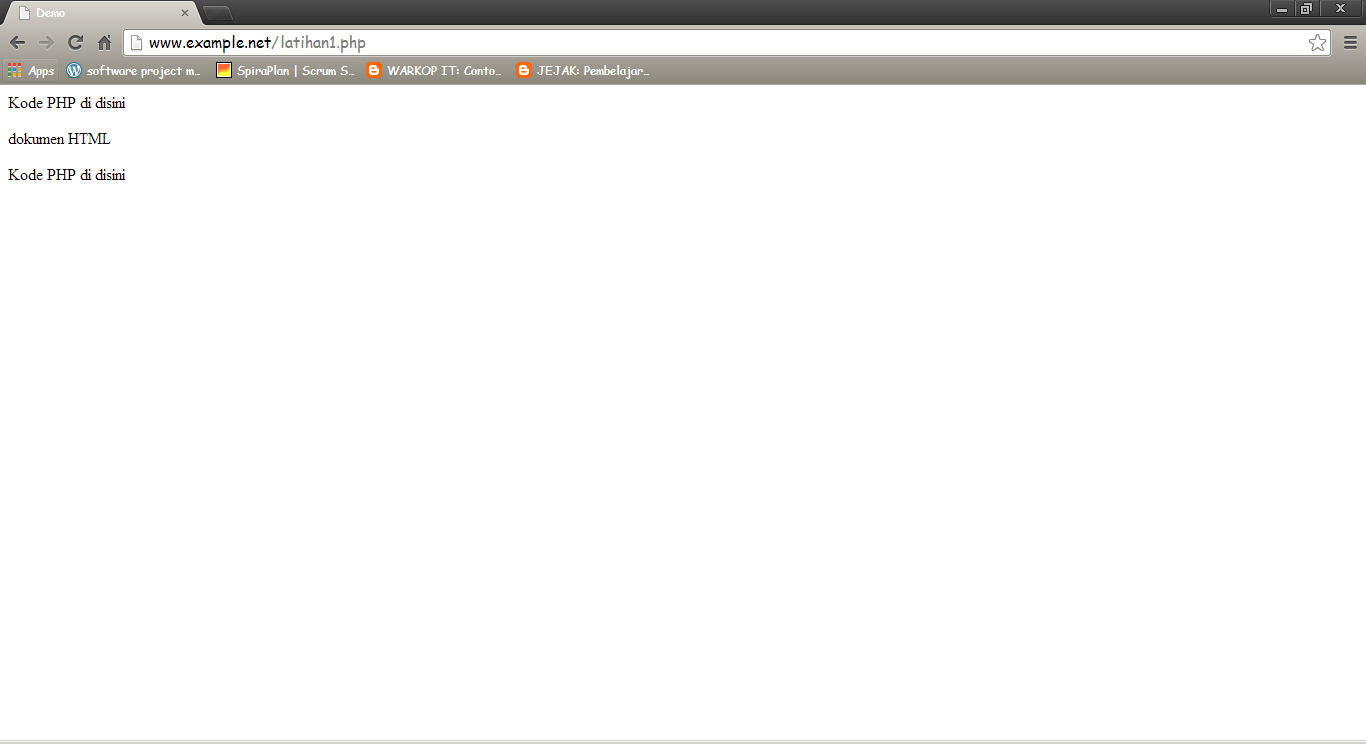 Demo
www.example.net/latihan1.php
Apps software project m... SpiraPlan | Scrum S... WARKOP IT: Conto... JEJAK: Pembelajar...
Kode PHP di disini
dokumen HTML
Kode PHP di disini